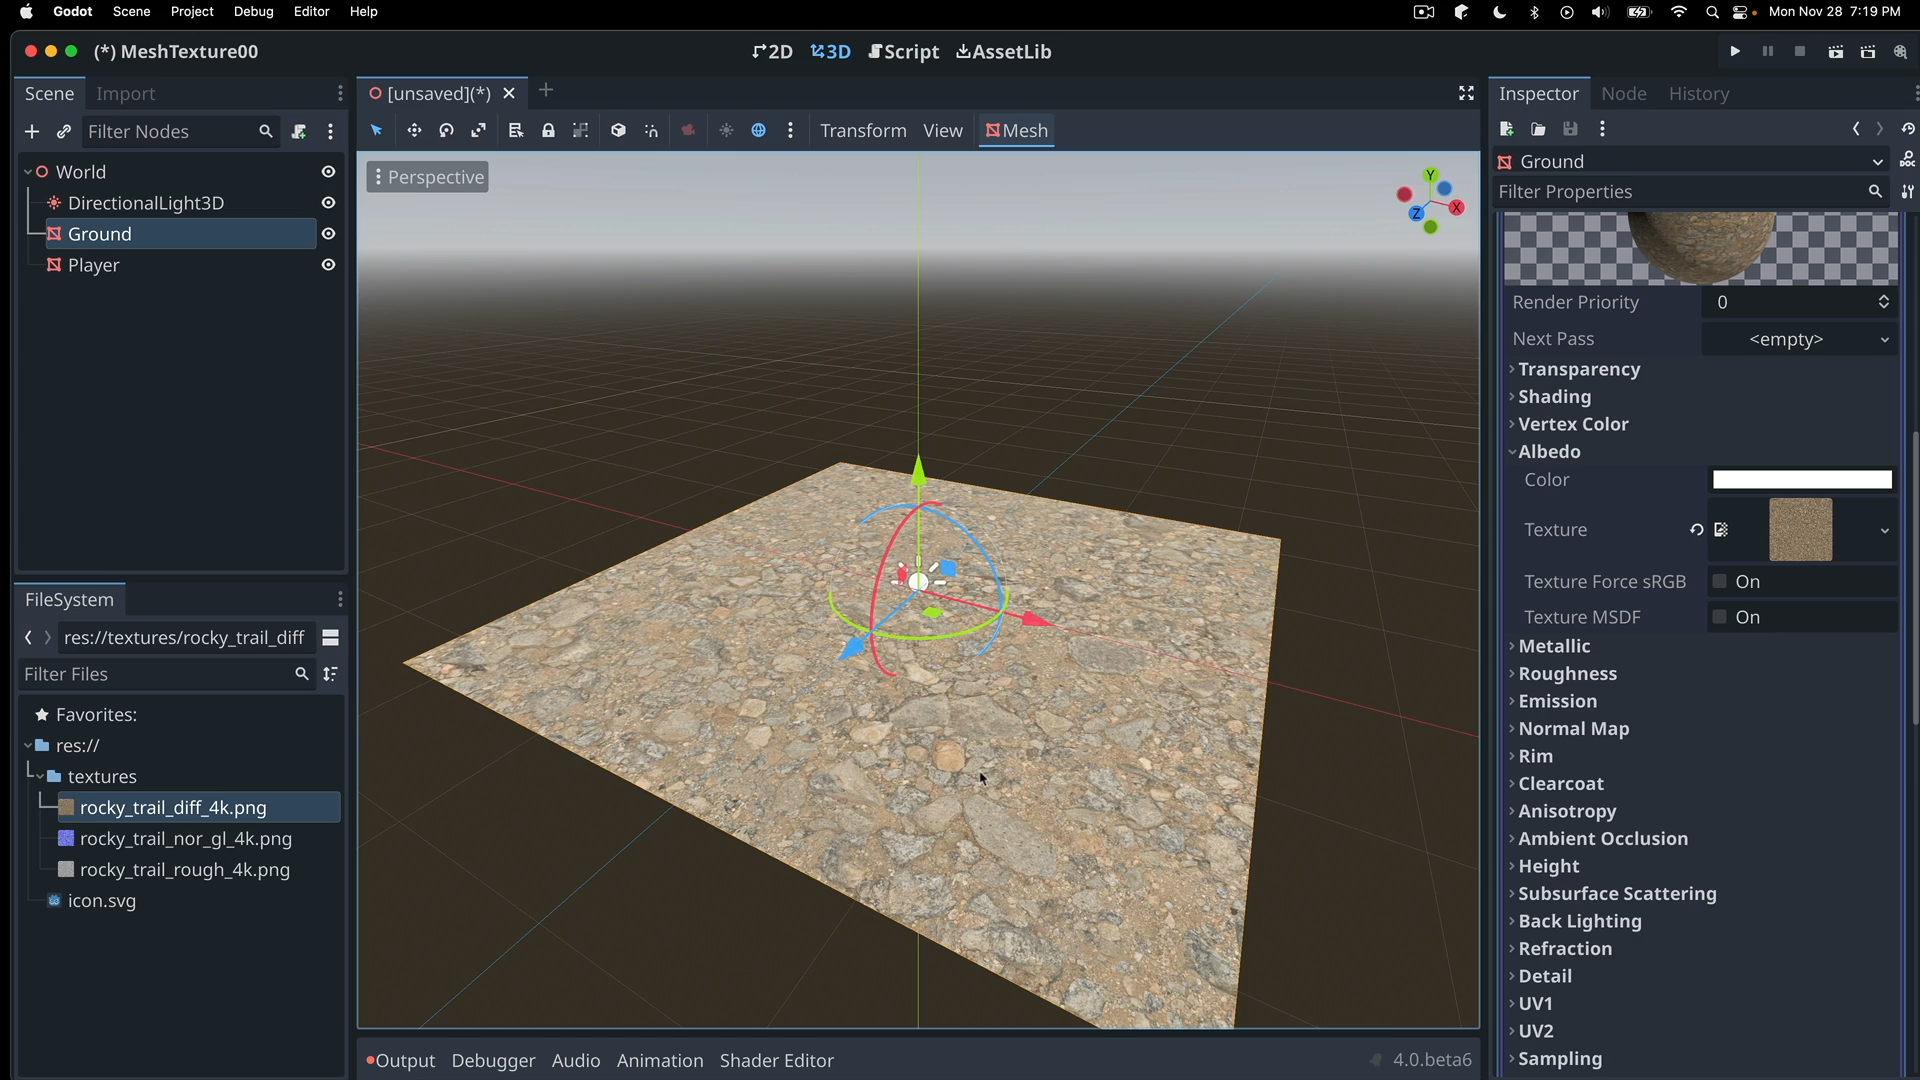 Godot Scene Project Debug Editor Help
Mon Nov 28 7:19 PM
(*) MeshTexture00
2D 3D Script AssetLib
Scene Import
Filter Nodes
World
DirectionalLight3D
Ground
Player
FileSystem
res://textures/rocky_trail_diff
Filter Files
Favorites:
res://
textures
rocky_trail_diff_4k.png
rocky_trail_nor_gl_4k.png
rocky_trail_rough_4k.png
icon.svg
[unsaved](*)
Transform View Mesh
Perspective
Y
X
Z
Output Debugger Audio Animation Shader Editor
4.0.beta6
Inspector Node History
Ground
DOC
Filter Properties
Render Priority 0
Next Pass <empty>
Transparency
Shading
Vertex Color
Albedo
Color
Texture
Texture Force sRGB On
Texture MSDF On
Metallic
Roughness
Emission
Normal Map
Rim
Clearcoat
Anisotropy
Ambient Occlusion
Height
Subsurface Scattering
Back Lighting
Refraction
Detail
UV1
UV2
Sampling